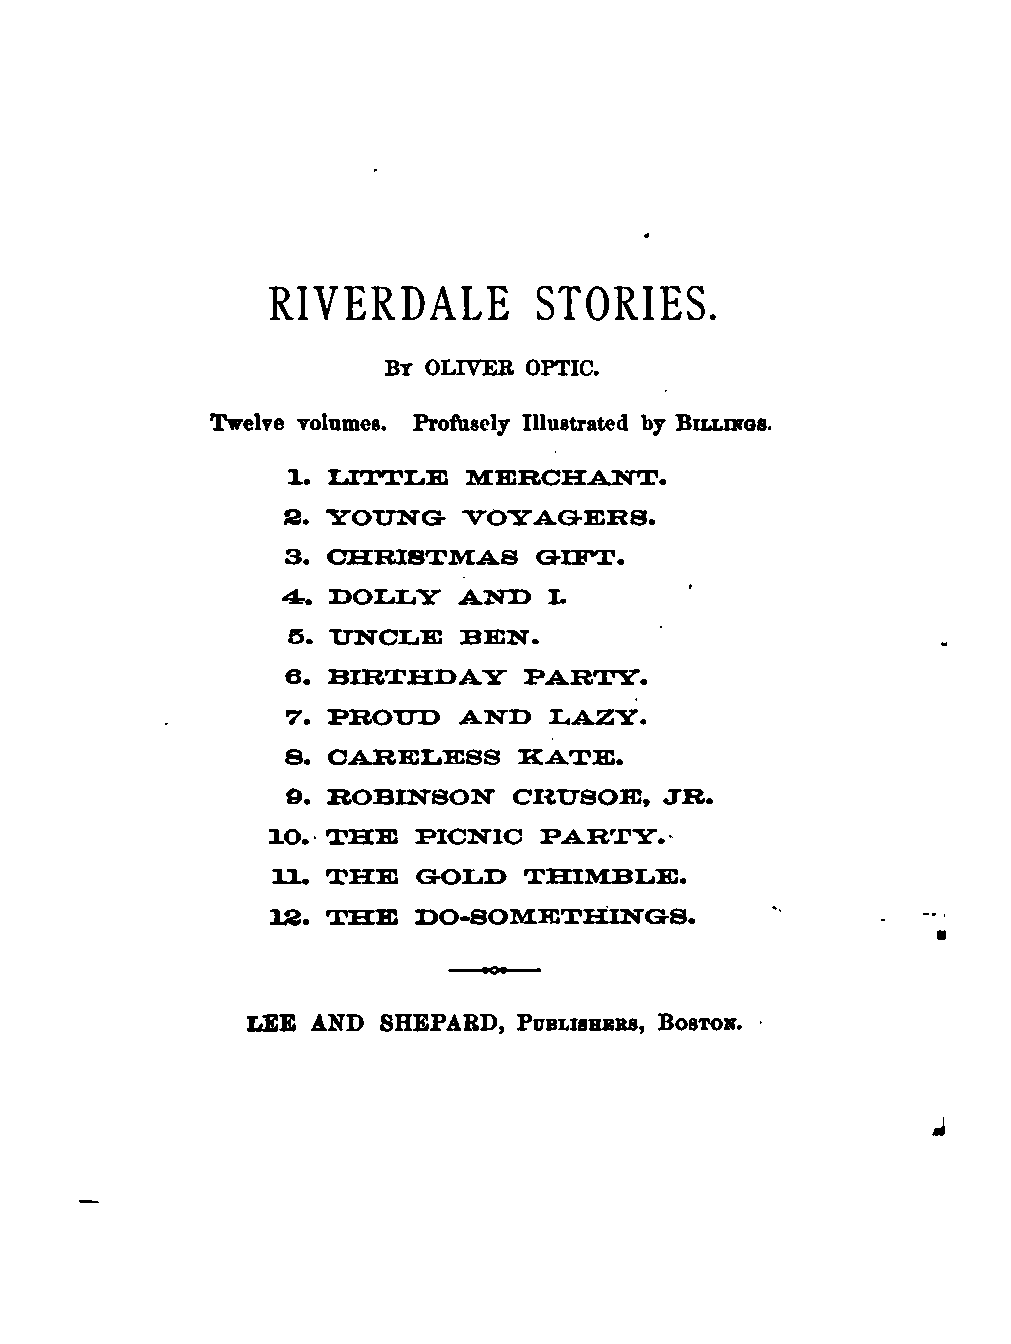 RIVERDALE STORIES.
BY OLIVER OPTIC.
Twelve volumes. Profusely Illustrated by BILLINGS.
1. LITTLE MERCHANT.
2. YOUNG VOYAGERS.
3. CHRISTMAS GIFT.
4. DOLLY AND I.
5. UNCLE BEN.
6. BIRTHDAY PARTY.
7. PROUD AND LAZY.
8. CARELESS KATE.
9. ROBINSON CRUSOE, JR.
10. THE PICNIC PARTY.
11. THE GOLD THIMBLE.
12. THE DO-SOMETHINGS.
LEE AND SHEPARD, PUBLISHERS, BOSTON.